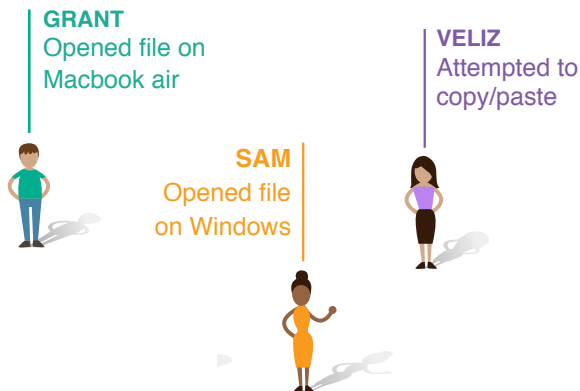 GRANT
Opened file on
Macbook air
VELIZ
Attempted to
copy/paste
SAM
Opened file
on Windows